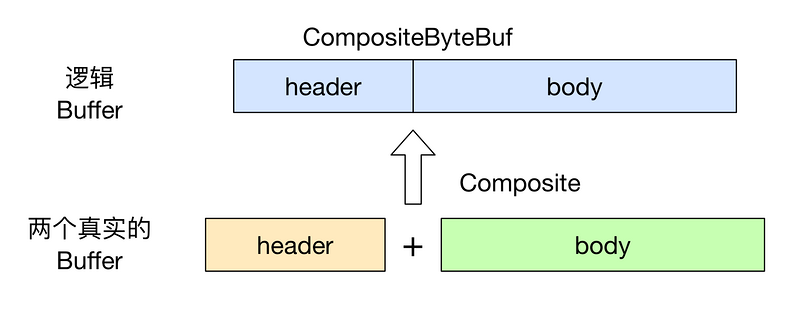 CompositeByteBuf
逻辑
Buffer
header
body
Composite
两个真实的
Buffer
header
+
body